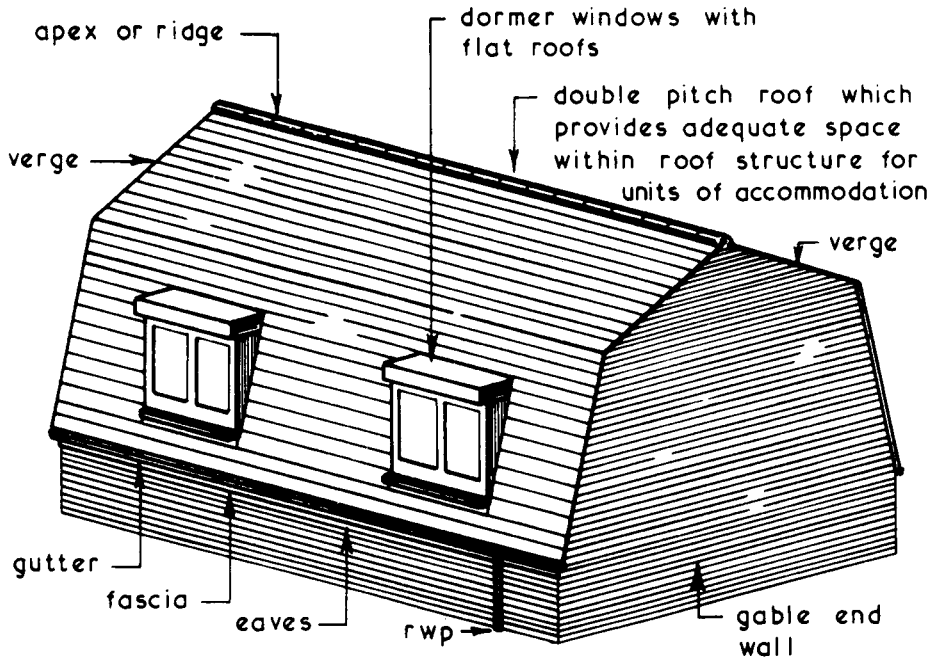 apex or ridge
dormer windows with
flat roofs
double pitch roof which
provides adequate space
within roof structure for
units of accommodation
verge
verge
gutter
fascia
eaves
rwp
gable end
wall